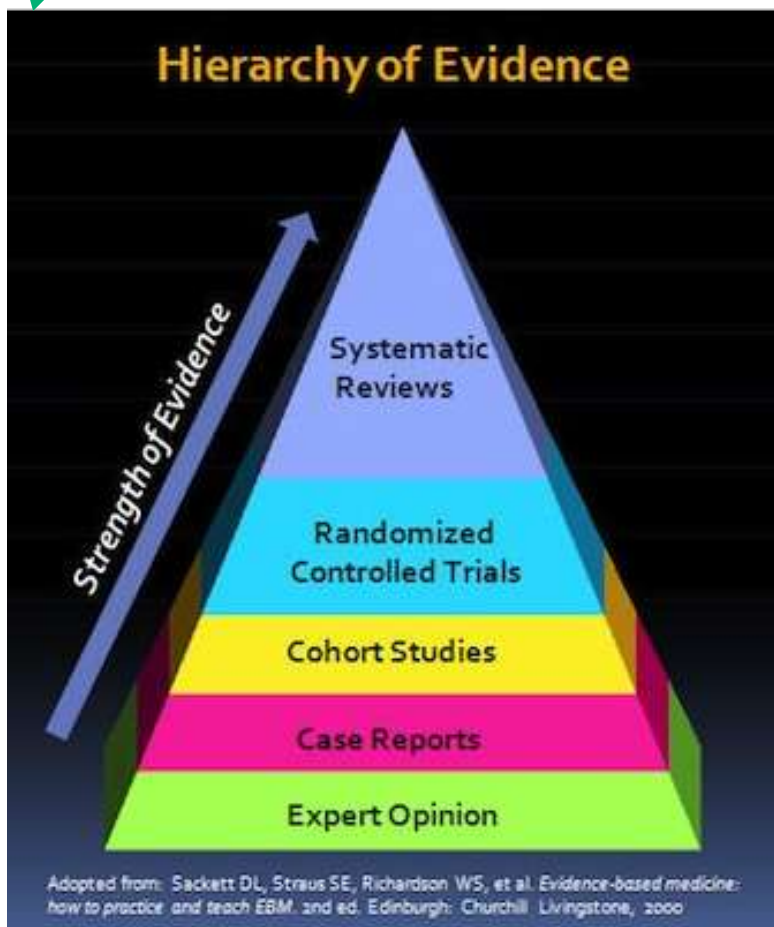 Hierarchy of Evidence
Strength of Evidence
Systematic
Reviews
Randomized
Controlled Trials
Cohort Studies
Case Reports
Expert Opinion
Adopted from: Sackett DL, Straus SE, Richardson WS, et al. Evidence-based medicine:
how to practice and teach EBM. 2nd ed. Edinburgh: Churchill Livingstone, 2000